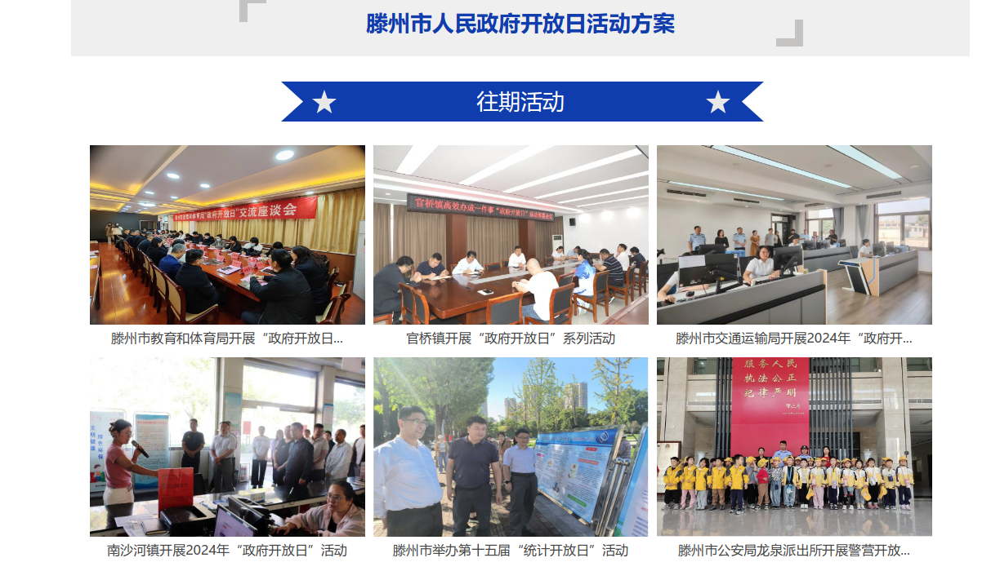 滕州市人民政府开放日活动方案
往期活动
"政府开放日"交流座谈会
官桥镇高效办成一件事"政府开放日"
滕州市教育和体育局开展“政府开放日...
官桥镇开展“政府开放日”系列活动
滕州市交通运输局开展2024年“政府开...
服务人民
执法公正
纪律严明
南沙河镇开展2024年“政府开放日”活动
滕州市举办第十五届“统计开放日”活动
滕州市公安局龙泉派出所开展警营开放...